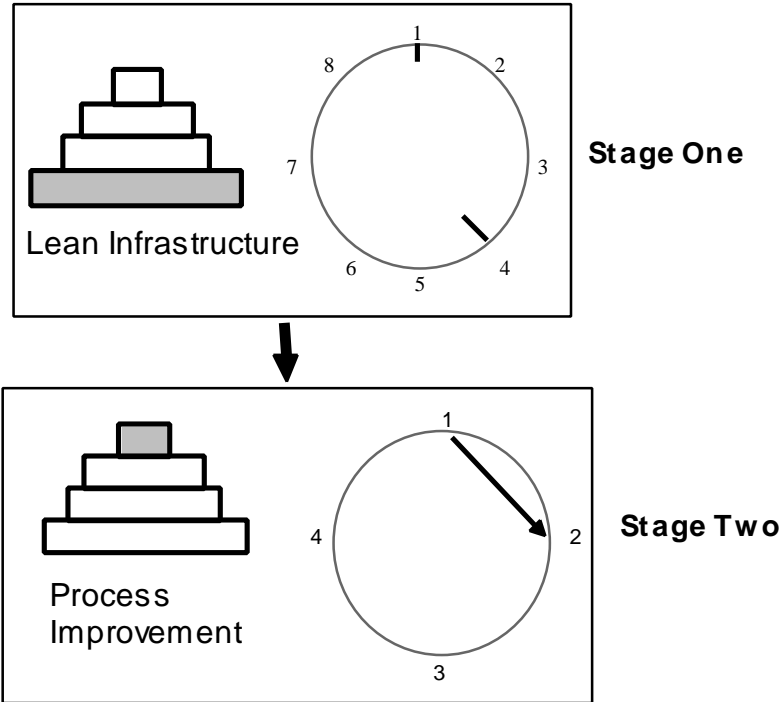 1
8
2
Stage One
7
3
Lean Infrastructure
6
4
5
1
4
2
Stage Two
Process
Improvement
3